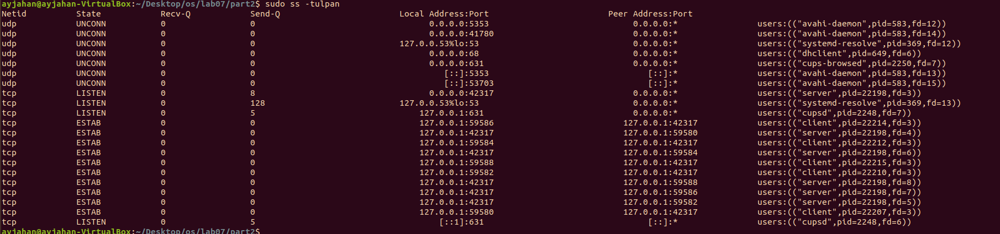 ayjahan@ayjahan-VirtualBox:~/Desktop/os/lab07/part2$ sudo ss -tulpan
Netid State Recv-Q Send-Q Local Address:Port Peer Address:Port
udp UNCONN 0 0 0.0.0.0:5353 0.0.0.0:* users:(("avahi-daemon",pid=583,fd=12))
udp UNCONN 0 0 0.0.0.0:41780 0.0.0.0:* users:(("avahi-daemon",pid=583,fd=14))
udp UNCONN 0 0 127.0.0.53%lo:53 0.0.0.0:* users:(("systemd-resolve",pid=369,fd=12))
udp UNCONN 0 0 0.0.0.0:68 0.0.0.0:* users:(("dhclient",pid=649,fd=6))
udp UNCONN 0 0 0.0.0.0:631 0.0.0.0:* users:(("cups-browsed",pid=2250,fd=7))
udp UNCONN 0 0 [::]:5353 [::]:* users:(("avahi-daemon",pid=583,fd=13))
udp UNCONN 0 0 [::]:53703 [::]:* users:(("avahi-daemon",pid=583,fd=15))
tcp LISTEN 0 8 0.0.0.0:42317 0.0.0.0:* users:(("server",pid=22198,fd=3))
tcp LISTEN 0 128 127.0.0.53%lo:53 0.0.0.0:* users:(("systemd-resolve",pid=369,fd=13))
tcp LISTEN 0 5 127.0.0.1:631 0.0.0.0:* users:(("cupsd",pid=2248,fd=7))
tcp ESTAB 0 0 127.0.0.1:59586 127.0.0.1:42317 users:(("client",pid=22214,fd=3))
tcp ESTAB 0 0 127.0.0.1:42317 127.0.0.1:59580 users:(("server",pid=22198,fd=4))
tcp ESTAB 0 0 127.0.0.1:59584 127.0.0.1:42317 users:(("client",pid=22212,fd=3))
tcp ESTAB 0 0 127.0.0.1:42317 127.0.0.1:59584 users:(("server",pid=22198,fd=6))
tcp ESTAB 0 0 127.0.0.1:59588 127.0.0.1:42317 users:(("client",pid=22215,fd=3))
tcp ESTAB 0 0 127.0.0.1:59582 127.0.0.1:42317 users:(("client",pid=22210,fd=3))
tcp ESTAB 0 0 127.0.0.1:42317 127.0.0.1:59588 users:(("server",pid=22198,fd=8))
tcp ESTAB 0 0 127.0.0.1:42317 127.0.0.1:59586 users:(("server",pid=22198,fd=7))
tcp ESTAB 0 0 127.0.0.1:42317 127.0.0.1:59582 users:(("server",pid=22198,fd=5))
tcp ESTAB 0 0 127.0.0.1:59580 127.0.0.1:42317 users:(("client",pid=22207,fd=3))
tcp LISTEN 0 5 [::1]:631 [::]:* users:(("cupsd",pid=2248,fd=6))
ayjahan@ayjahan-VirtualBox:~/Desktop/os/lab07/part2$